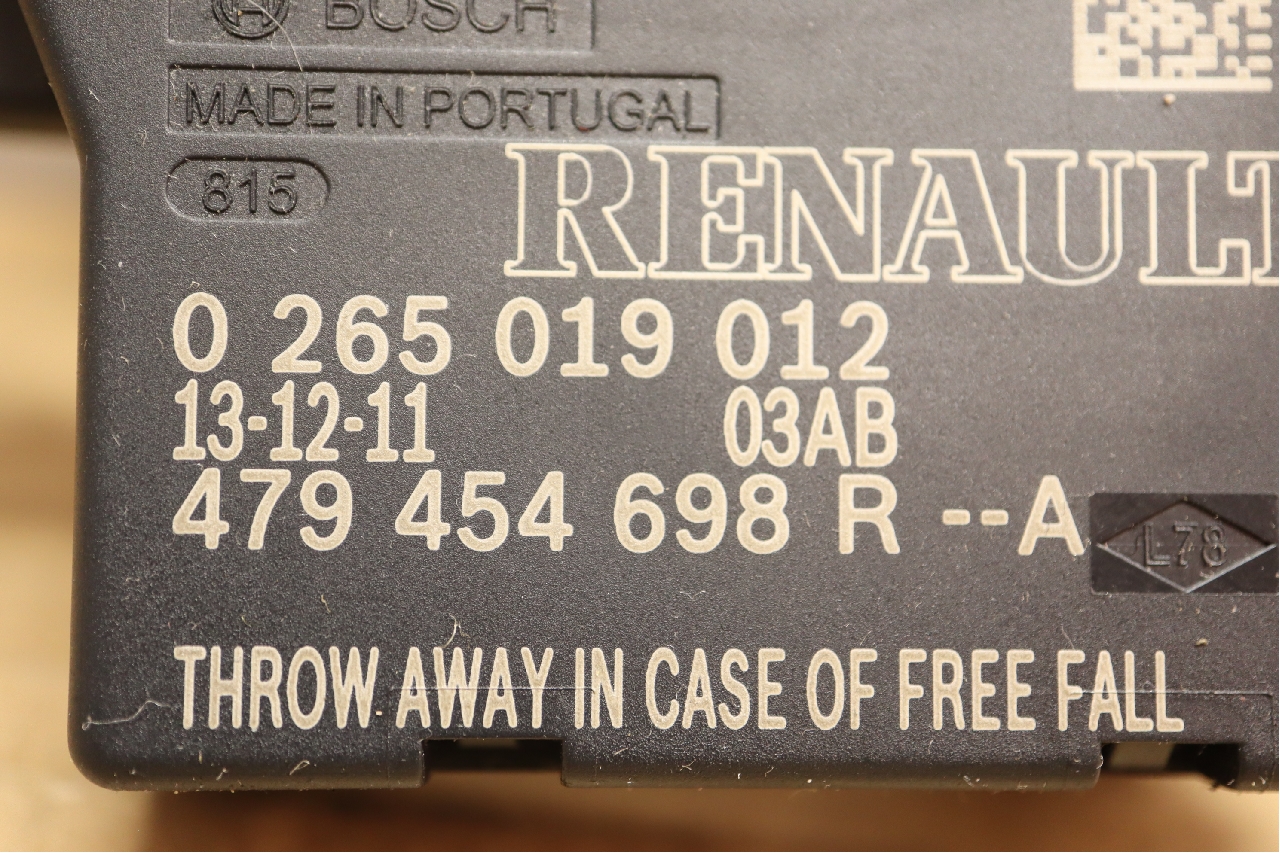 BOSCH
MADE IN PORTUGAL
815
RENAULT
0 265 019 012
13-12-11 03AB
479 454 698 R --A
L78
THROW AWAY IN CASE OF FREE FALL